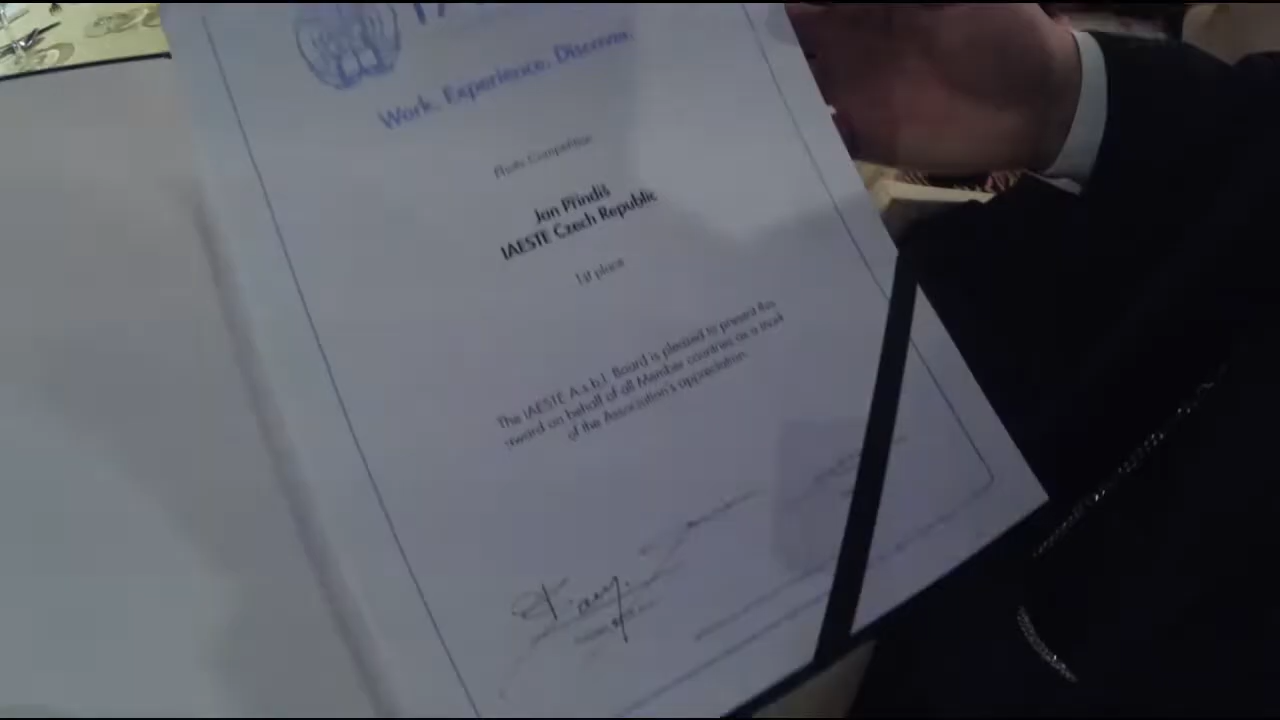 Work. Experience. Discover.
Photo Competition
Jan Přindiš
IAESTE Czech Republic
1st place
The IAESTE A.s.b.l. Board is pleased to present this
award on behalf of all Member countries as a mark
of the Association's appreciation.